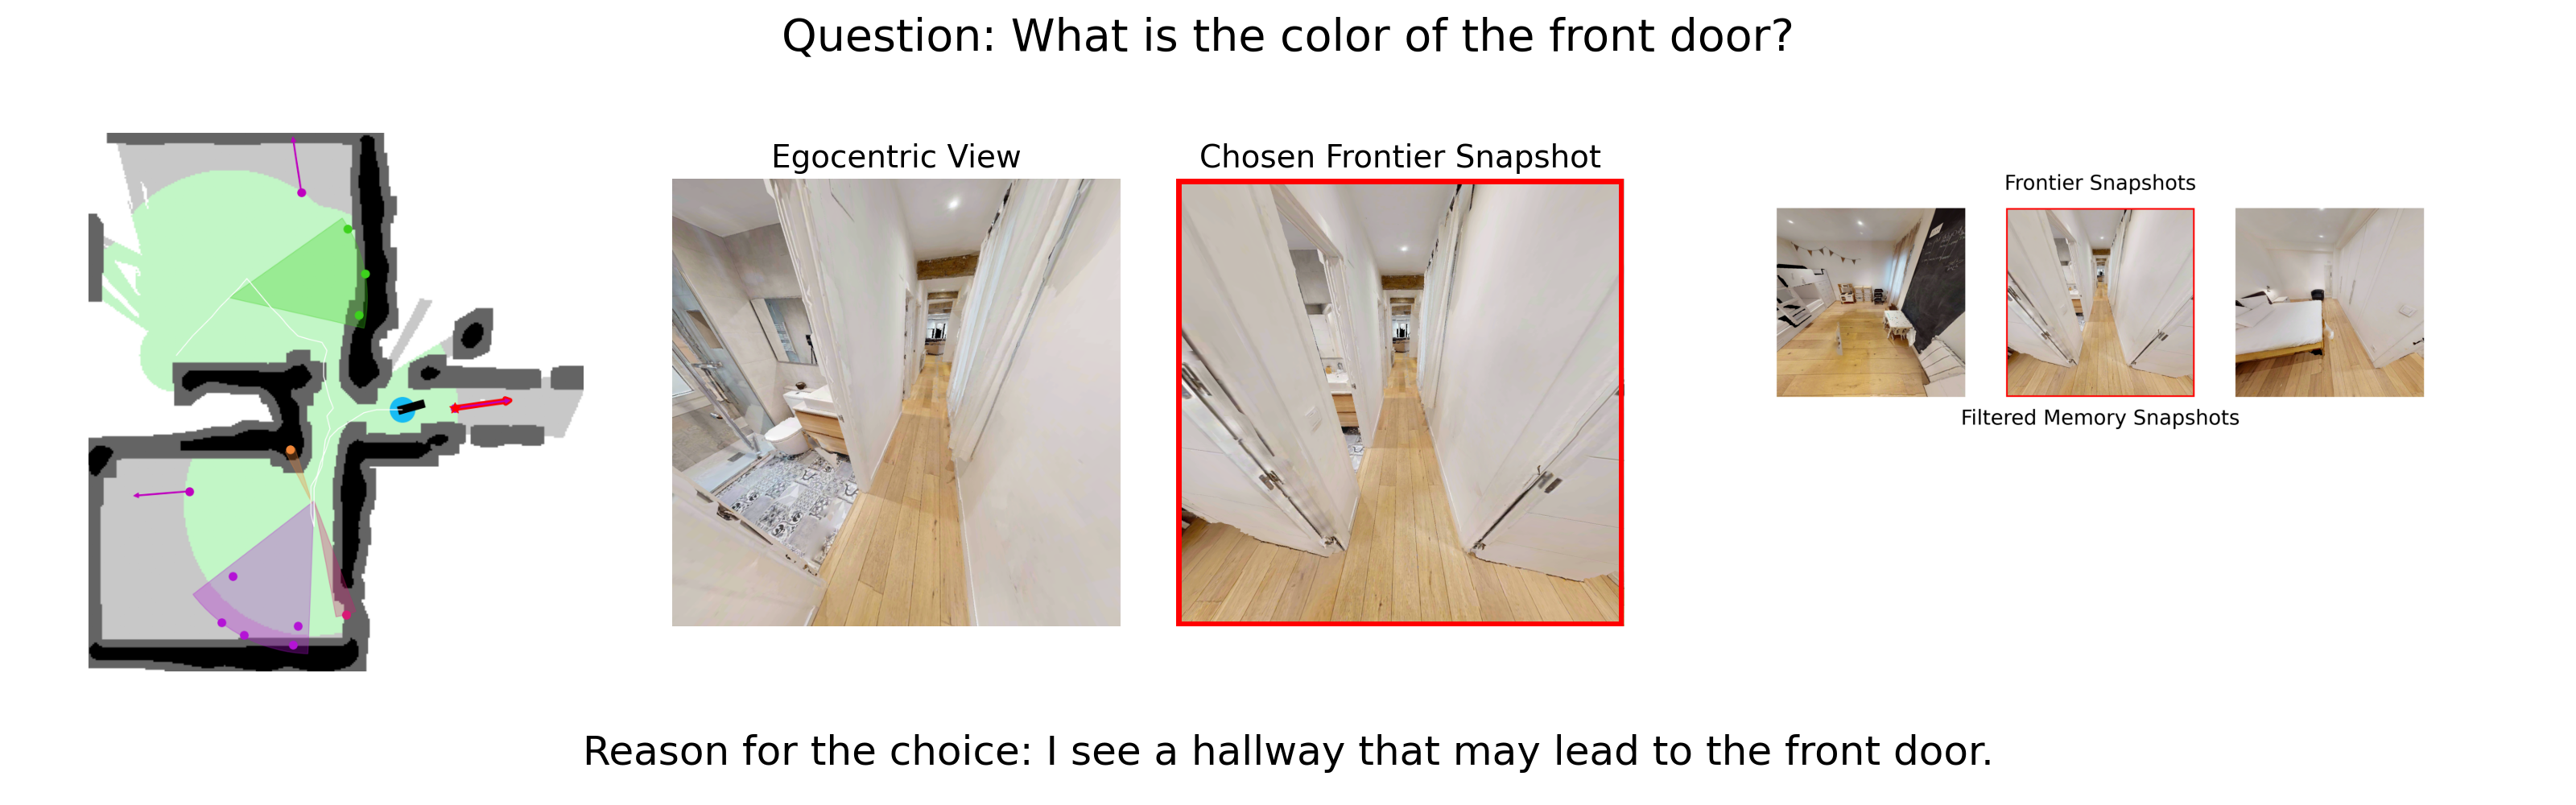 Question: What is the color of the front door?
Egocentric View
Chosen Frontier Snapshot
Frontier Snapshots
Filtered Memory Snapshots
Reason for the choice: I see a hallway that may lead to the front door.